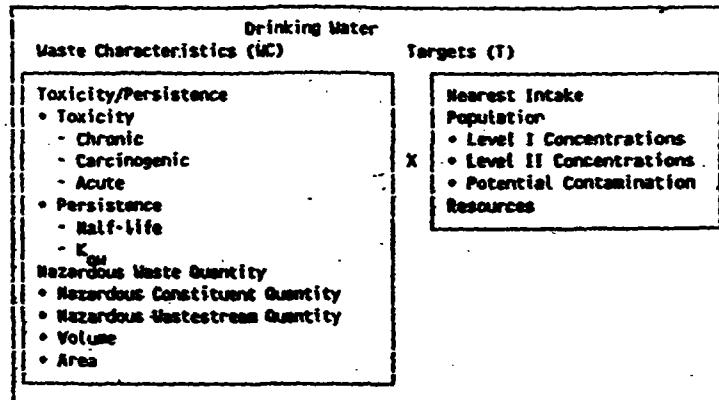 Drinking Water
Waste Characteristics (WC)
Targets (T)
Toxicity/Persistence
• Toxicity
- Chronic
- Carcinogenic
- Acute
• Persistence
- Half-Life
- K_OW
Hazardous Waste Quantity
• Hazardous Constituent Quantity
• Hazardous Wastestream Quantity
• Volume
• Area
X
Nearest Intake
Population
• Level I Concentrations
• Level II Concentrations
• Potential Contamination
Resources